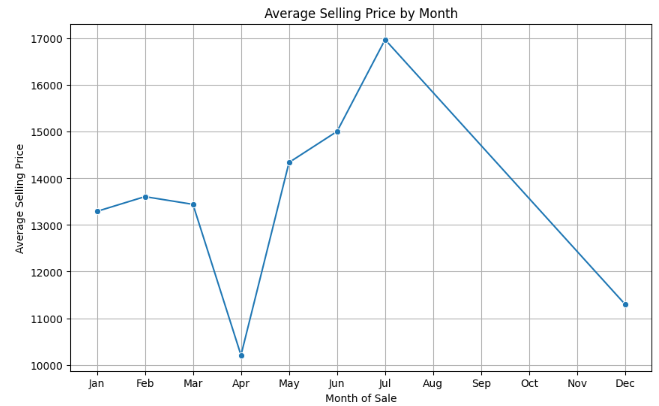 Average Selling Price by Month
17000
16000
15000
14000
13000
12000
11000
10000
Average Selling Price
Jan Feb Mar Apr May Jun Jul Aug Sep Oct Nov Dec
Month of Sale